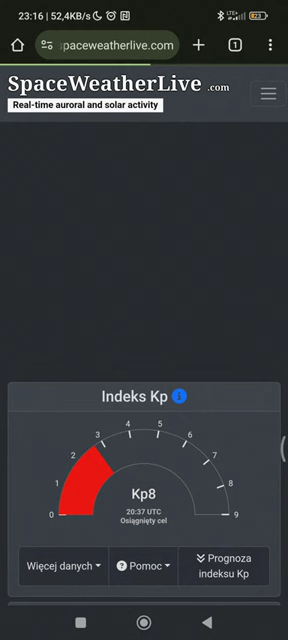 23:16 | 52,4KB/s
LTE+
23
paceweatherlive.com
1
SpaceWeatherLive .com
Real-time auroral and solar activity
Indeks Kp
0 1 2 3 4 5 6 7 8 9
Kp8
20:37 UTC
Osiągnięty cel
Więcej danych
Pomoc
Prognoza
indeksu Kp